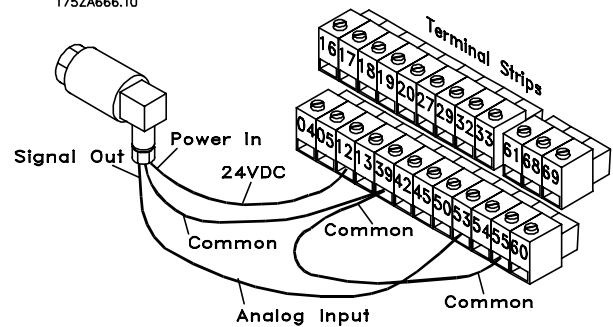 175ZA666.10
Terminal Strips
16 17 18 19 20 27 29 32 33 61 68 69
04 05 12 13 39 42 45 50 53 54 55 60
Power in
Signal Out
24VDC
Common
Common
Common
Analog Input